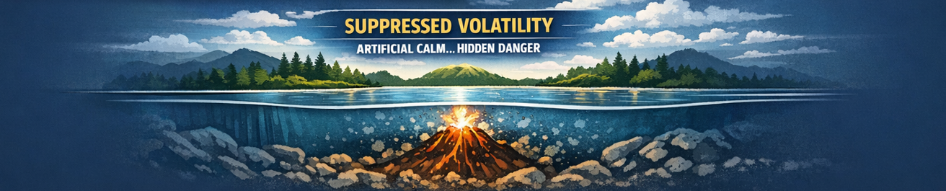 SUPPRESSED VOLATILITY
ARTIFICIAL CALM...HIDDEN DANGER